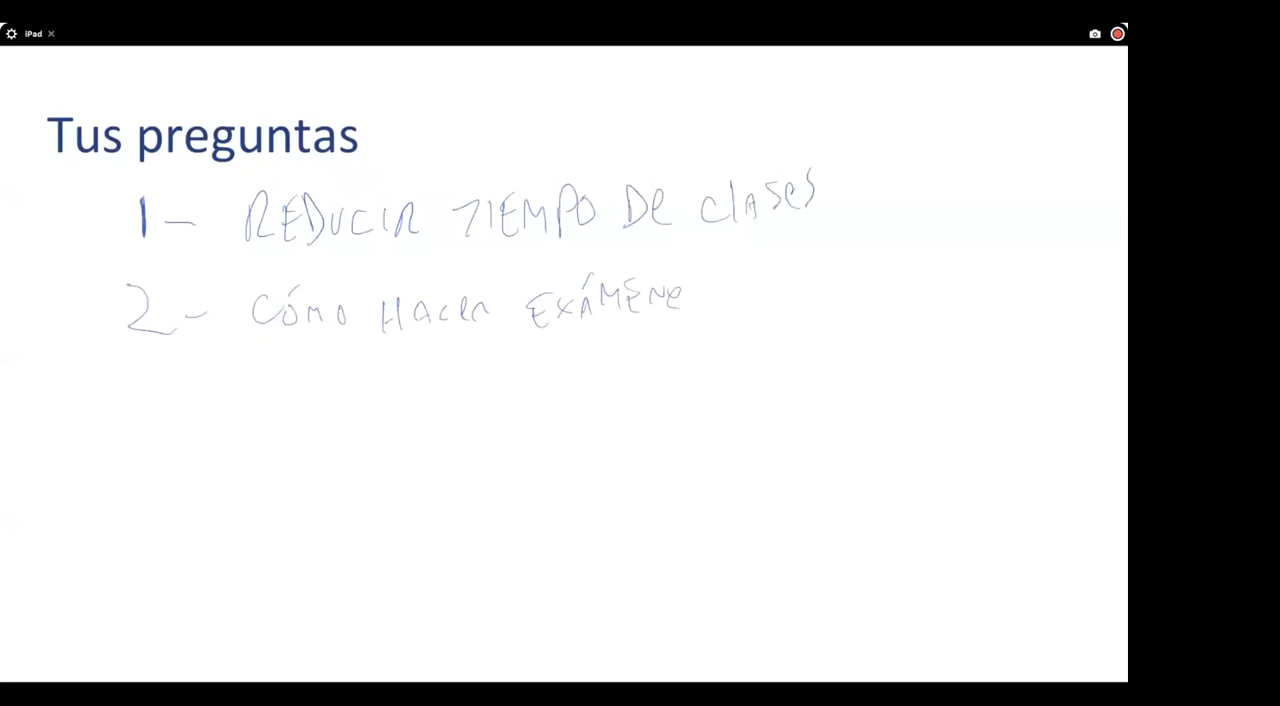 iPad
Tus preguntas
1- REDUCIR TIEMPO DE clASeS
2- CÓMO HACER EXÁMENe